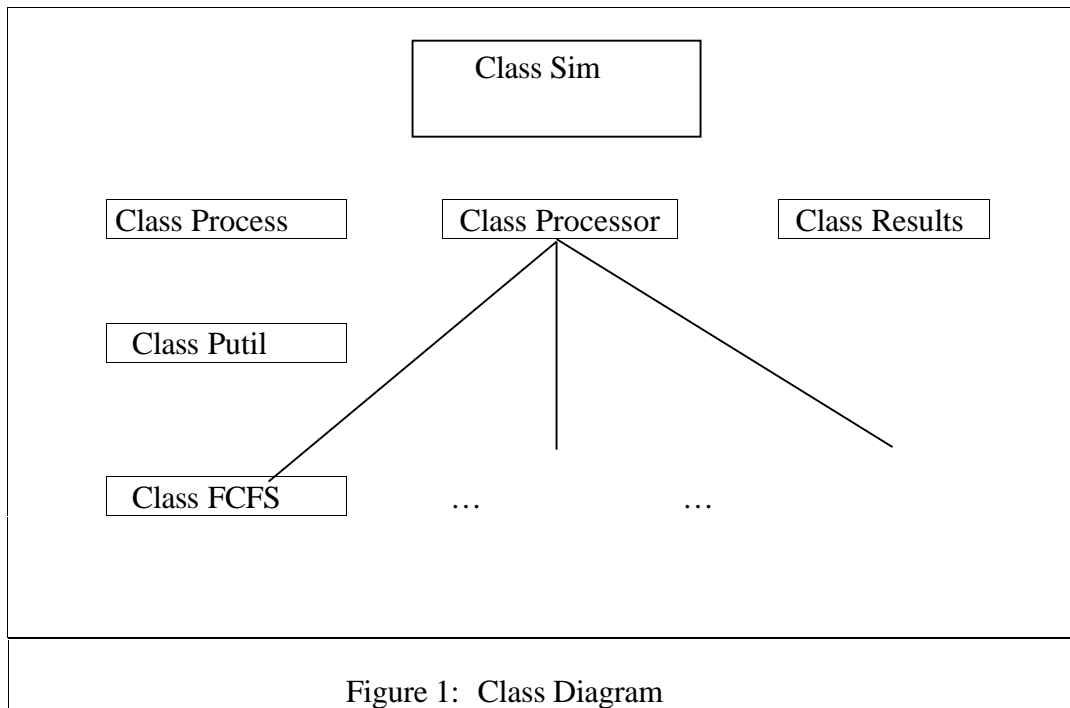 Class Sim
Class Process
Class Processor
Class Results
Class Putil
Class FCFS
…
…
Figure 1: Class Diagram